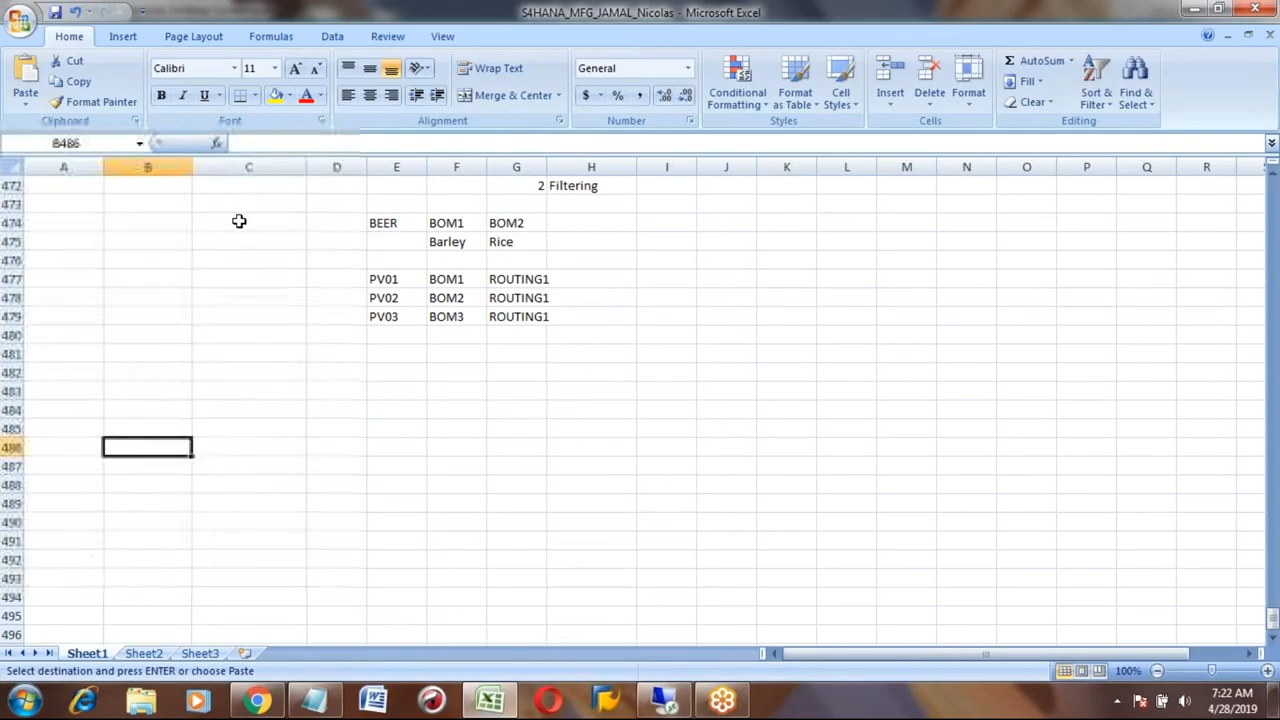 S4HANA_MFG_JAMAL_Nicolas - Microsoft Excel
Home Insert Page Layout Formulas Data Review View
Paste Cut Copy Format Painter
Calibri 11 B I U A
Wrap Text Merge & Center
General $ % ,
Conditional Formatting Format as Table Cell Styles
Insert Delete Format
AutoSum Fill Clear Sort & Filter Find & Select
Clipboard Font Alignment Number Styles Cells Editing
B486 fx
A B C D E F G H I J K L M N O P Q R
472 2 Filtering
473
474 BEER BOM1 BOM2
475 Barley Rice
476
477 PV01 BOM1 ROUTING1
478 PV02 BOM2 ROUTING1
479 PV03 BOM3 ROUTING1
480
481
482
483
484
485
486
487
488
489
490
491
492
493
494
495
496
Sheet1 Sheet2 Sheet3
Select destination and press ENTER or choose Paste 100%
7:22 AM
4/28/2019